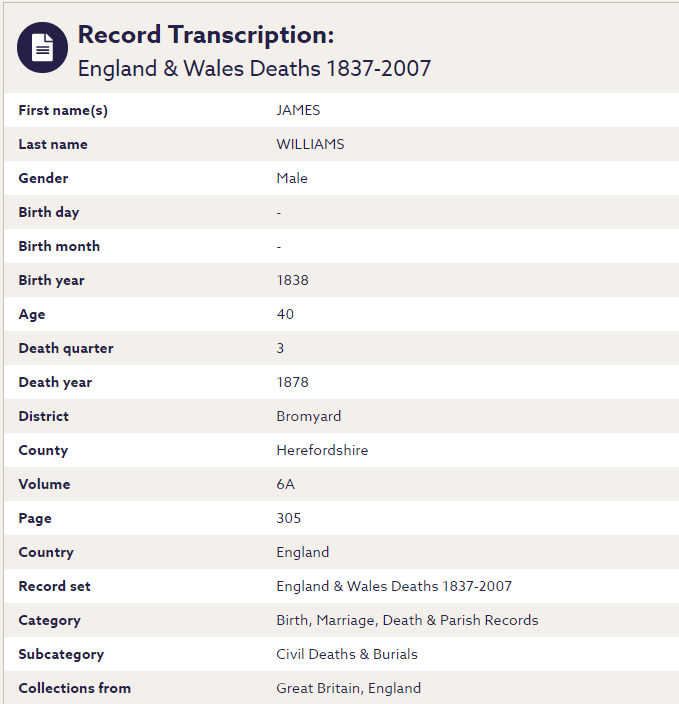 Record Transcription:
England & Wales Deaths 1837-2007
First name(s) JAMES
Last name WILLIAMS
Gender Male
Birth day -
Birth month -
Birth year 1838
Age 40
Death quarter 3
Death year 1878
District Bromyard
County Herefordshire
Volume 6A
Page 305
Country England
Record set England & Wales Deaths 1837-2007
Category Birth, Marriage, Death & Parish Records
Subcategory Civil Deaths & Burials
Collections from Great Britain, England